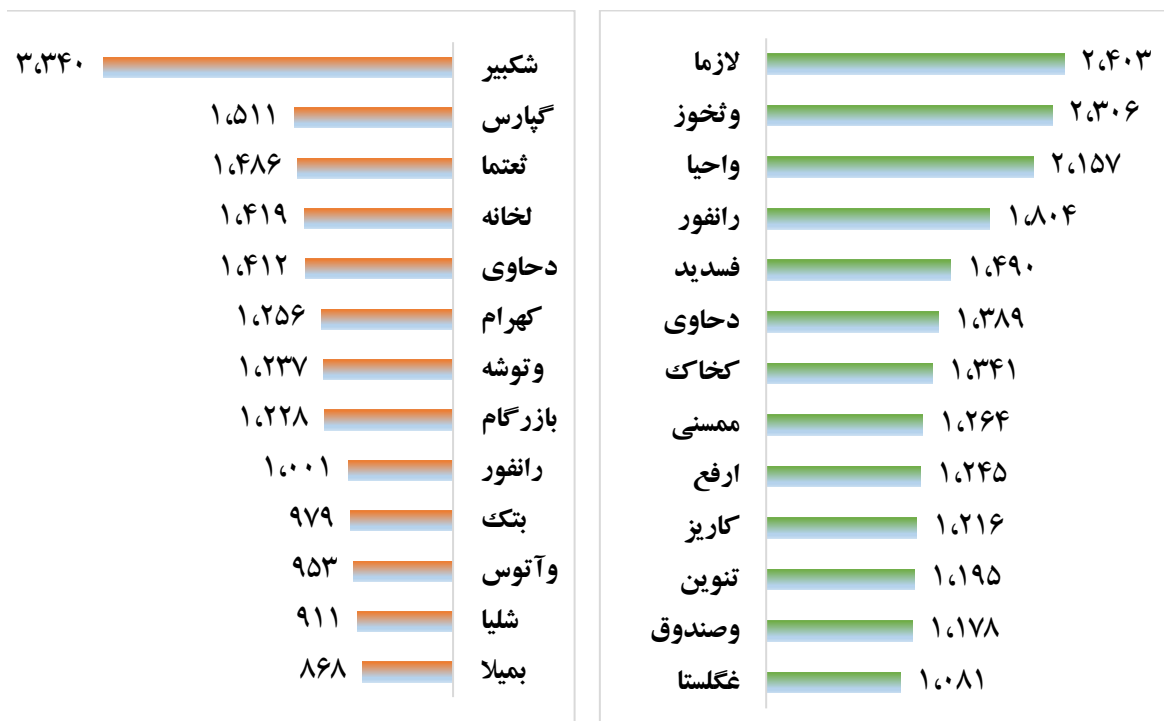 لازما ۲،۴۰۳
وثخوز ۲،۳۰۶
واحیا ۲،۱۵۷
رانفور ۱،۸۰۴
فسدید ۱،۴۹۰
دحاوی ۱،۳۸۹
کخاک ۱،۳۴۱
ممسنی ۱،۲۶۴
ارفع ۱،۲۴۵
کاریز ۱،۲۱۶
تنوین ۱،۱۹۵
وصندوق ۱،۱۷۸
غگلستا ۱،۰۸۱
شکبیر ۳،۳۴۰
گپارس ۱،۵۱۱
ثعتما ۱،۴۸۶
لخانه ۱،۴۱۹
دحاوی ۱،۴۱۲
کهرام ۱،۲۵۶
وتوشه ۱،۲۳۷
بازرگام ۱،۲۲۸
رانفور ۱،۰۰۱
بتک ۹۷۹
وآتوس ۹۵۳
شلیا ۹۱۱
بمیلا ۸۶۸